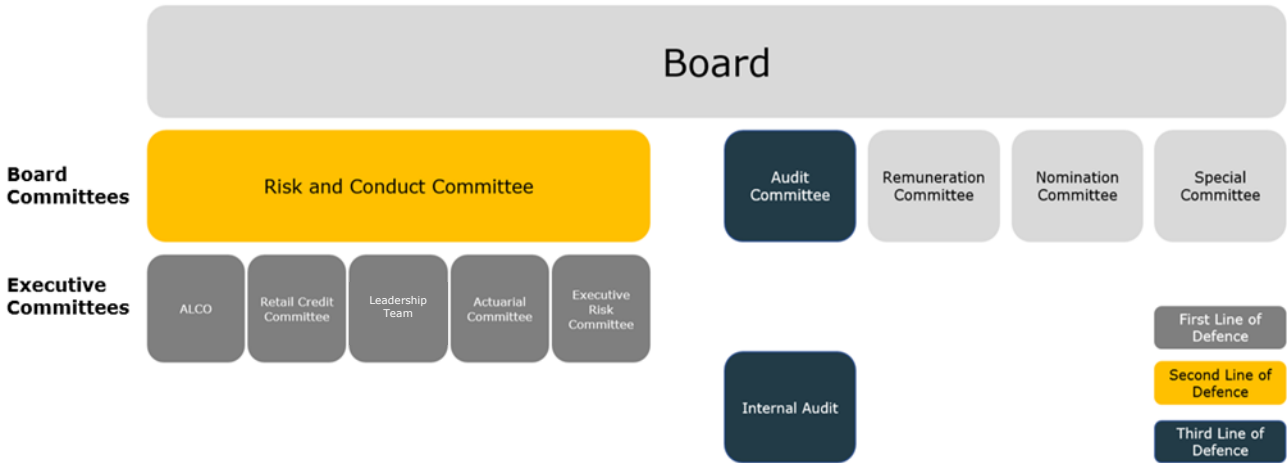 Board
Board
Committees
Risk and Conduct Committee
Audit
Committee
Remuneration
Committee
Nomination
Committee
Special
Committee
Executive
Committees
ALCO
Retail Credit
Committee
Leadership
Team
Actuarial
Committee
Executive
Risk
Committee
Internal Audit
First Line of
Defence
Second Line of
Defence
Third Line of
Defence